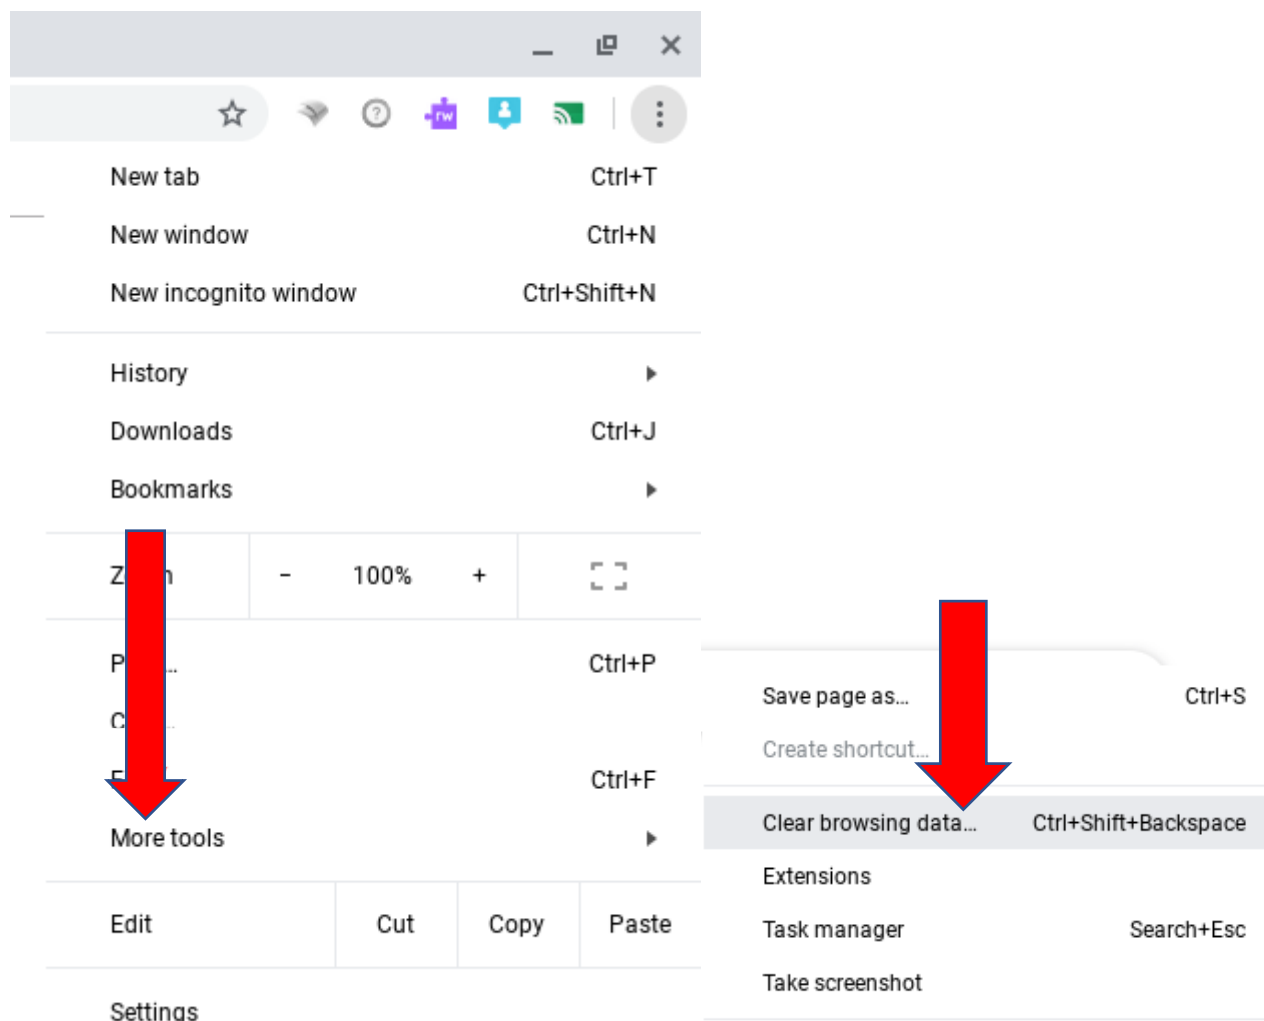 rw
New tab Ctrl+T
New window Ctrl+N
New incognito window Ctrl+Shift+N
History
Downloads Ctrl+J
Bookmarks
- 100% +
Ctrl+P
Ctrl+F
More tools
Edit Cut Copy Paste
Settings
Save page as... Ctrl+S
Create shortcut...
Clear browsing data... Ctrl+Shift+Backspace
Extensions
Task manager Search+Esc
Take screenshot